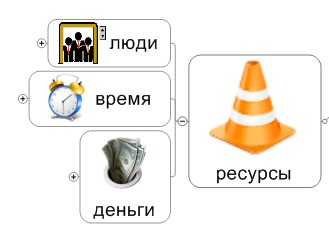 люди
время
деньги
ресурсы